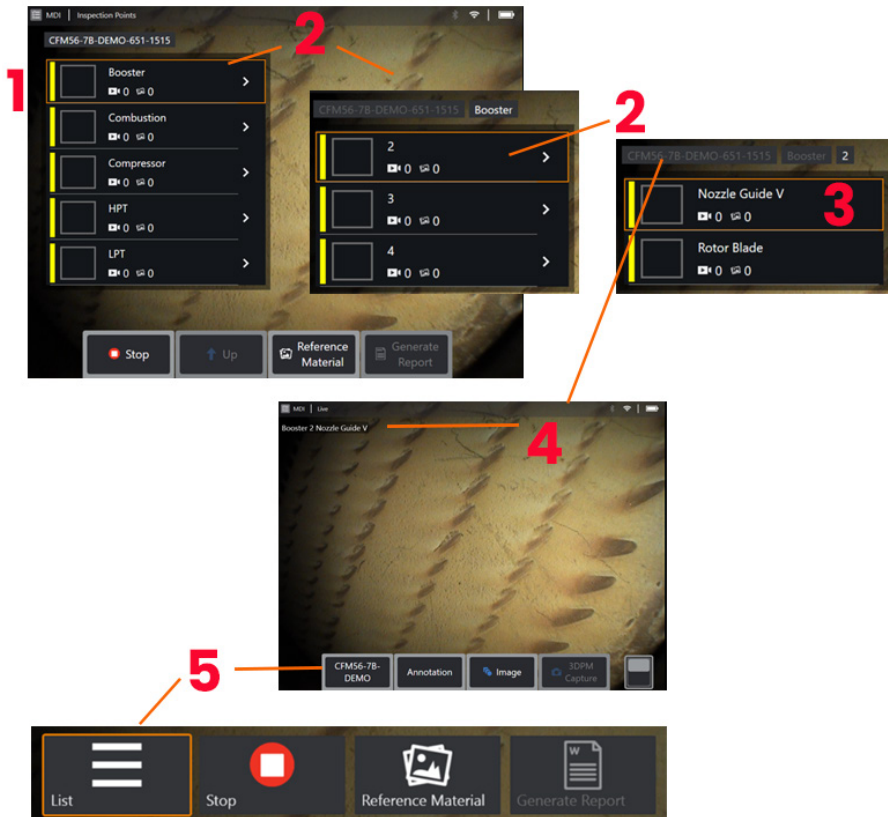 MDI | Inspection Points
CFM56-7B-DEMO-651-1515
1
2
Booster
0 0
Combustion
0 0
Compressor
0 0
HPT
0 0
LPT
0 0
Stop
Up
Reference
Material
Generate
Report
CFM56-7B-DEMO-651-1515 Booster
2
2
0 0
3
0 0
4
0 0
CFM56-7B-DEMO-651-1515 Booster 2
Nozzle Guide V
0 0
3
Rotor Blade
0 0
MDI | Live
Booster 2 Nozzle Guide V
4
5
CFM56-7B-
DEMO
Annotation
Image
3DPM
Capture
List
Stop
Reference Material
W
Generate Report